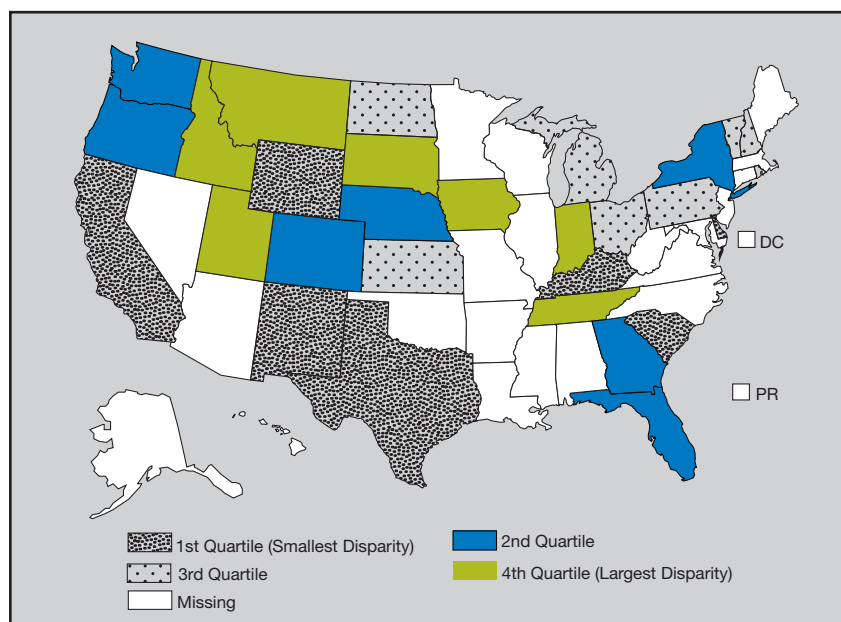 DC
PR
1st Quartile (Smallest Disparity)
2nd Quartile
3rd Quartile
4th Quartile (Largest Disparity)
Missing